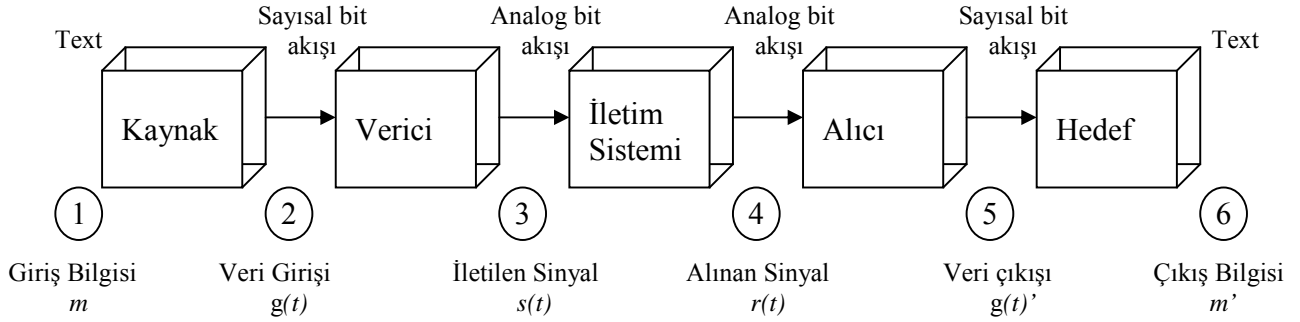 Text
Sayısal bit
akışı
Analog bit
akışı
Analog bit
akışı
Sayısal bit
akışı
Text
Kaynak
Verici
İletim
Sistemi
Alıcı
Hedef
1
2
3
4
5
6
Giriş Bilgisi
m
Veri Girişi
g(t)
İletilen Sinyal
s(t)
Alınan Sinyal
r(t)
Veri çıkışı
g(t)’
Çıkış Bilgisi
m’